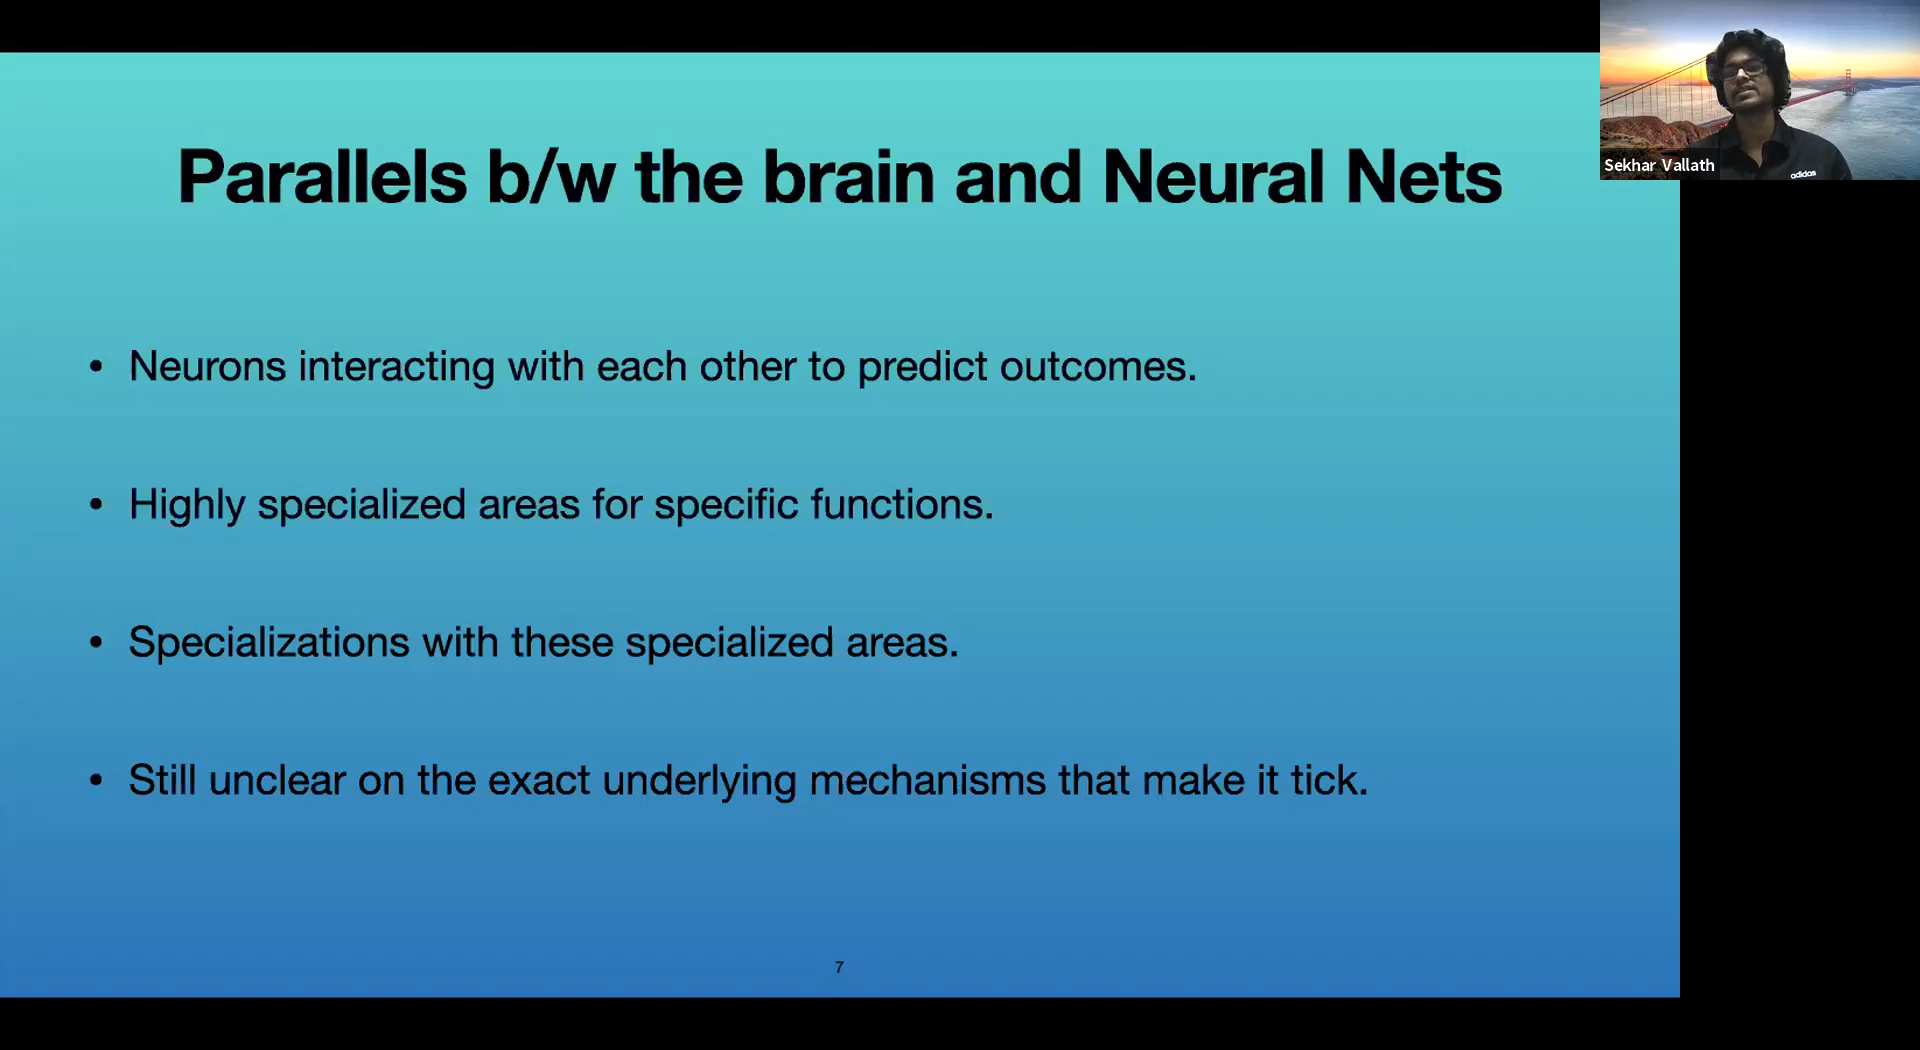 Parallels b/w the brain and Neural Nets
• Neurons interacting with each other to predict outcomes.
• Highly specialized areas for specific functions.
• Specializations with these specialized areas.
• Still unclear on the exact underlying mechanisms that make it tick.
7
Sekhar Vallath
adidas